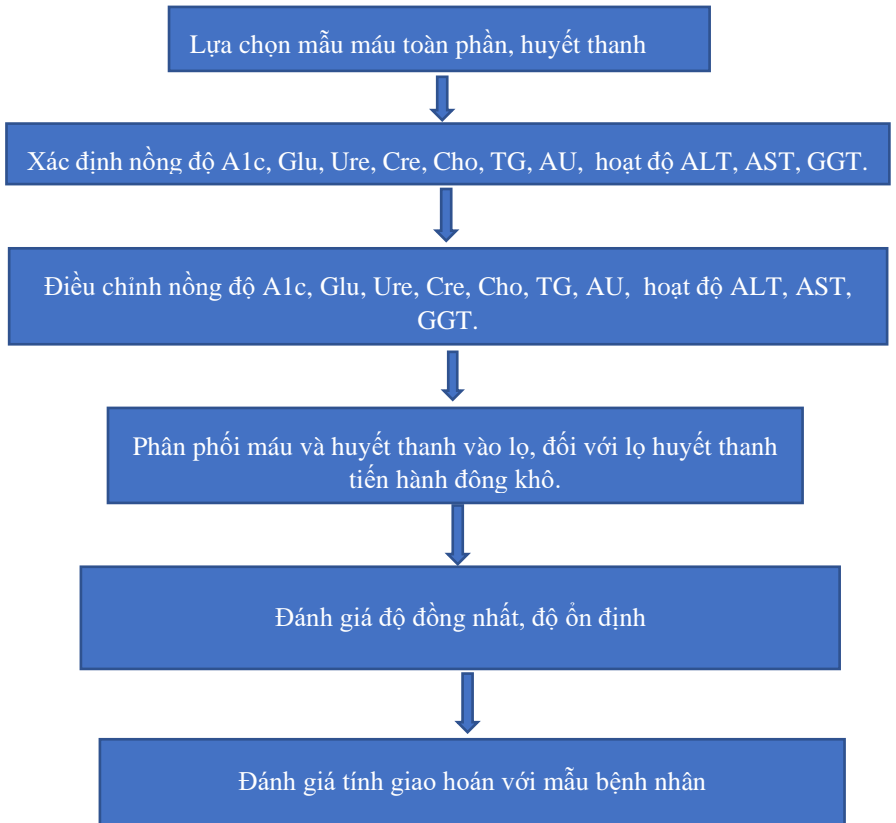 Lựa chọn mẫu máu toàn phần, huyết thanh
Xác định nồng độ A1c, Glu, Ure, Cre, Cho, TG, AU, hoạt độ ALT, AST, GGT.
Điều chỉnh nồng độ A1c, Glu, Ure, Cre, Cho, TG, AU, hoạt độ ALT, AST,
GGT.
Phân phối máu và huyết thanh vào lọ, đối với lọ huyết thanh
tiến hành đông khô.
Đánh giá độ đồng nhất, độ ổn định
Đánh giá tính giao hoán với mẫu bệnh nhân